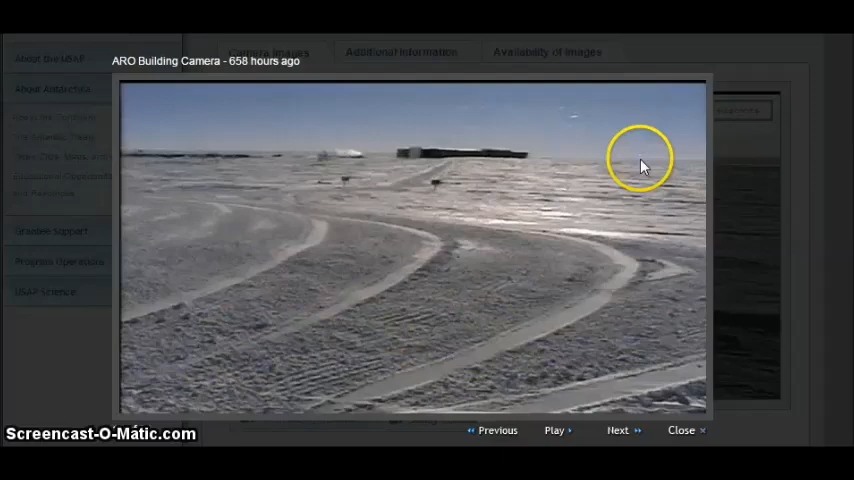 Camera Images
Additional Information
Availability of Images
About the USAP
ARO Building Camera - 658 hours ago
About Antarctica
Grantee Support
Program Operations
USAP Science
Previous
Play
Next
Close
Screencast-O-Matic.com